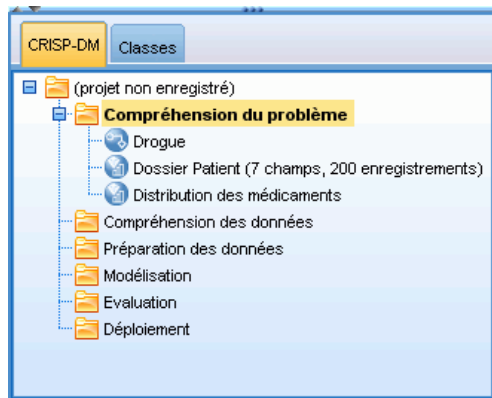 CRISP-DM Classes
(projet non enregistré)
Compréhension du problème
Drogue
Dossier Patient (7 champs, 200 enregistrements)
Distribution des médicaments
Compréhension des données
Préparation des données
Modélisation
Evaluation
Déploiement